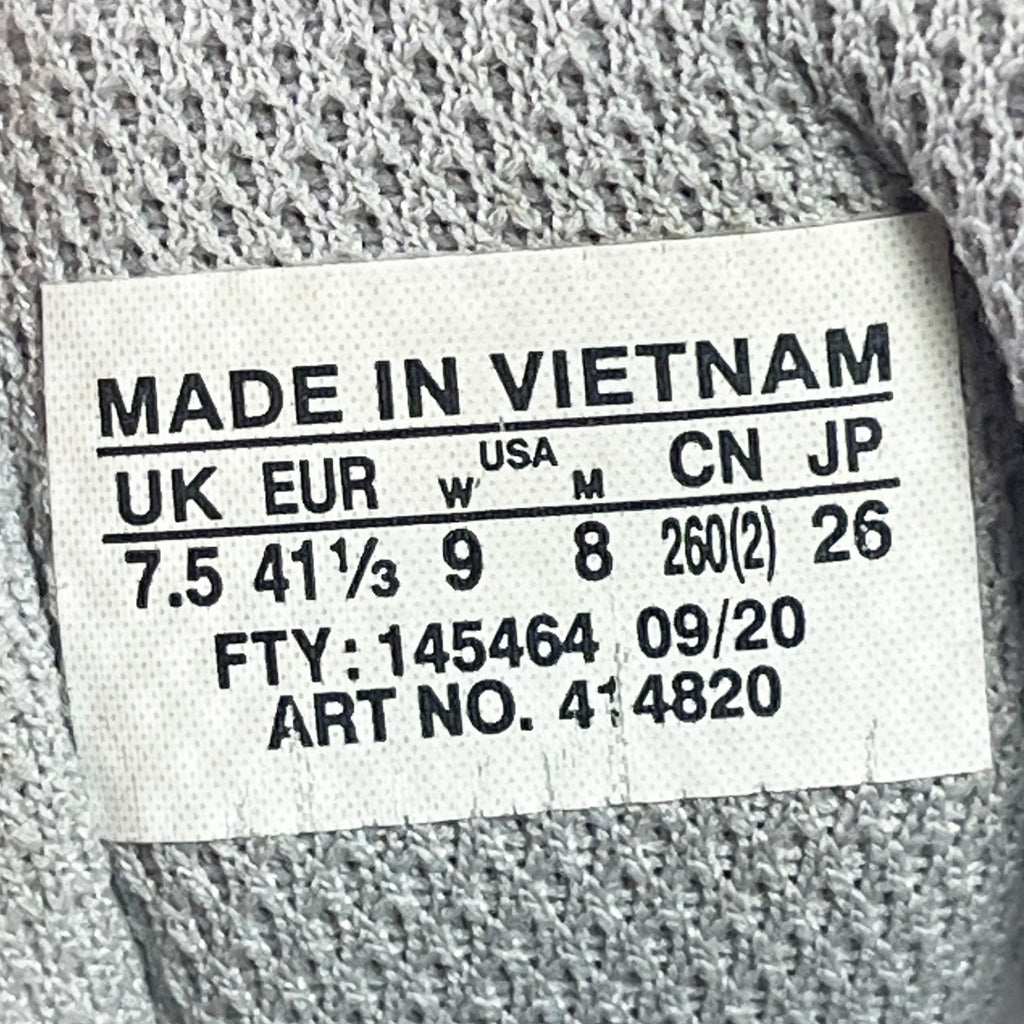 MADE IN VIETNAM
UK EUR USA CN JP
W M
7.5 41⅓ 9 8 260(2) 26
FTY: 145464 09/20
ART NO. 414820